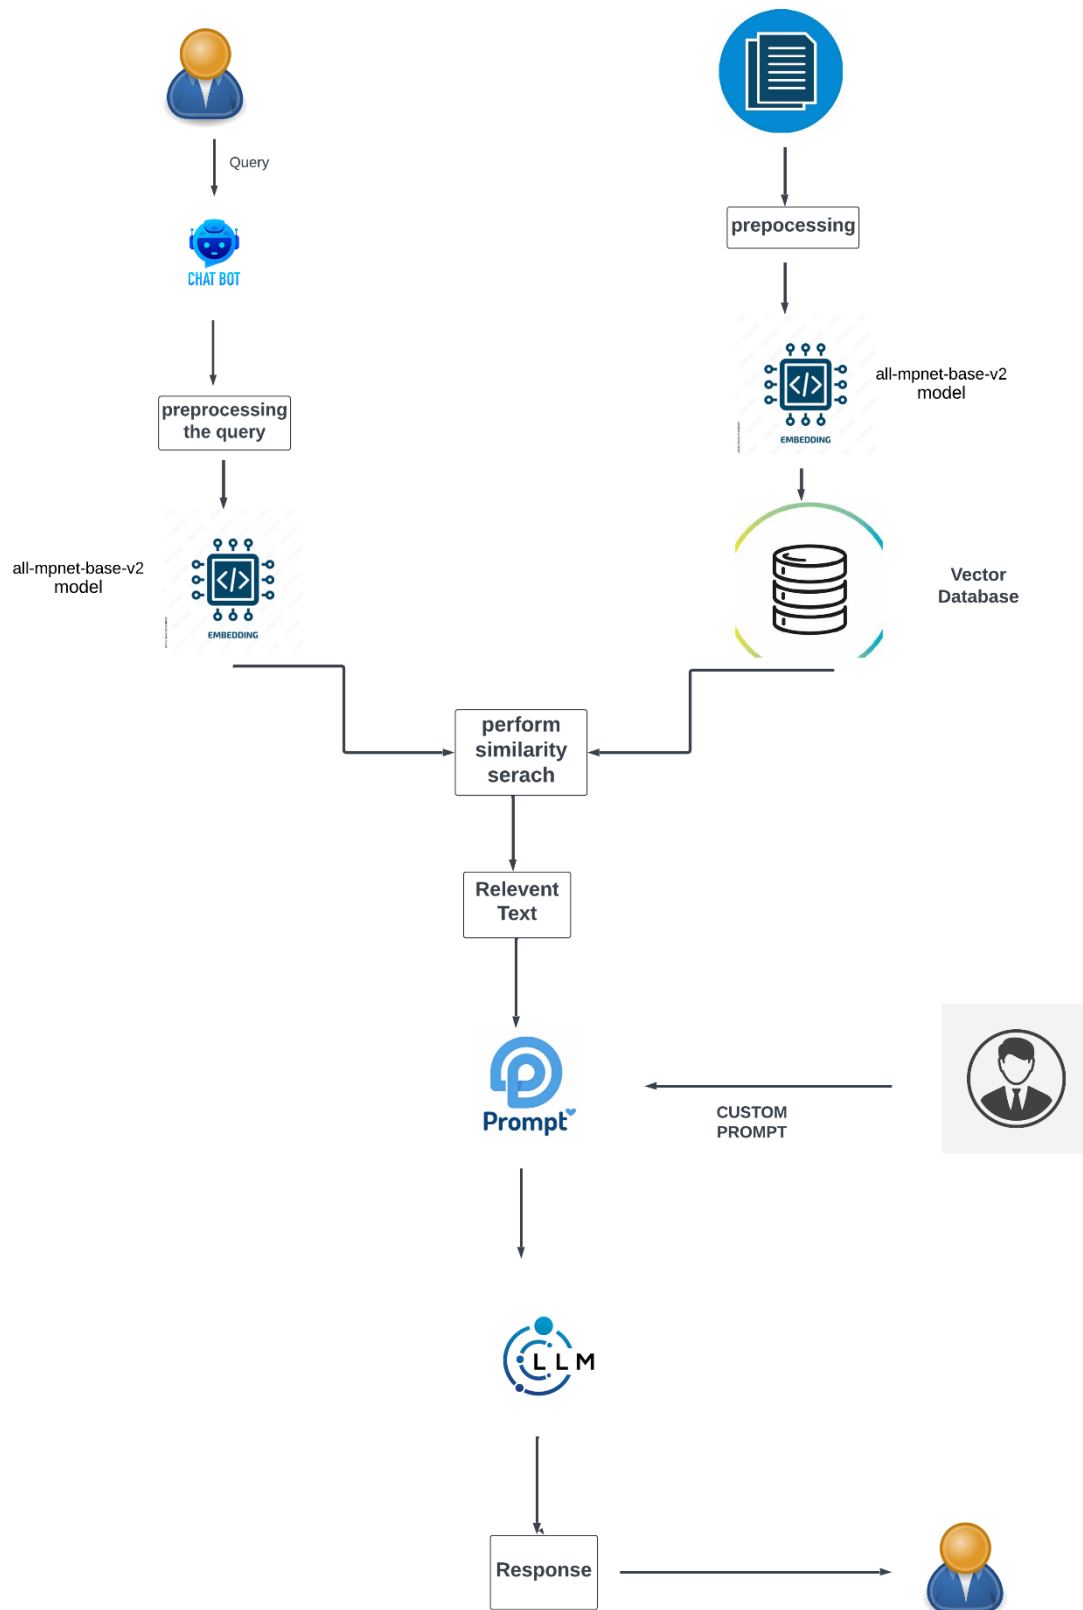 Query
CHAT BOT
prepocessing
all-mpnet-base-v2
model
EMBEDDING
preprocessing
the query
all-mpnet-base-v2
model
EMBEDDING
Vector
Database
perform
similarity
serach
Relevent
Text
Prompt
CUSTOM
PROMPT
LLM
Response